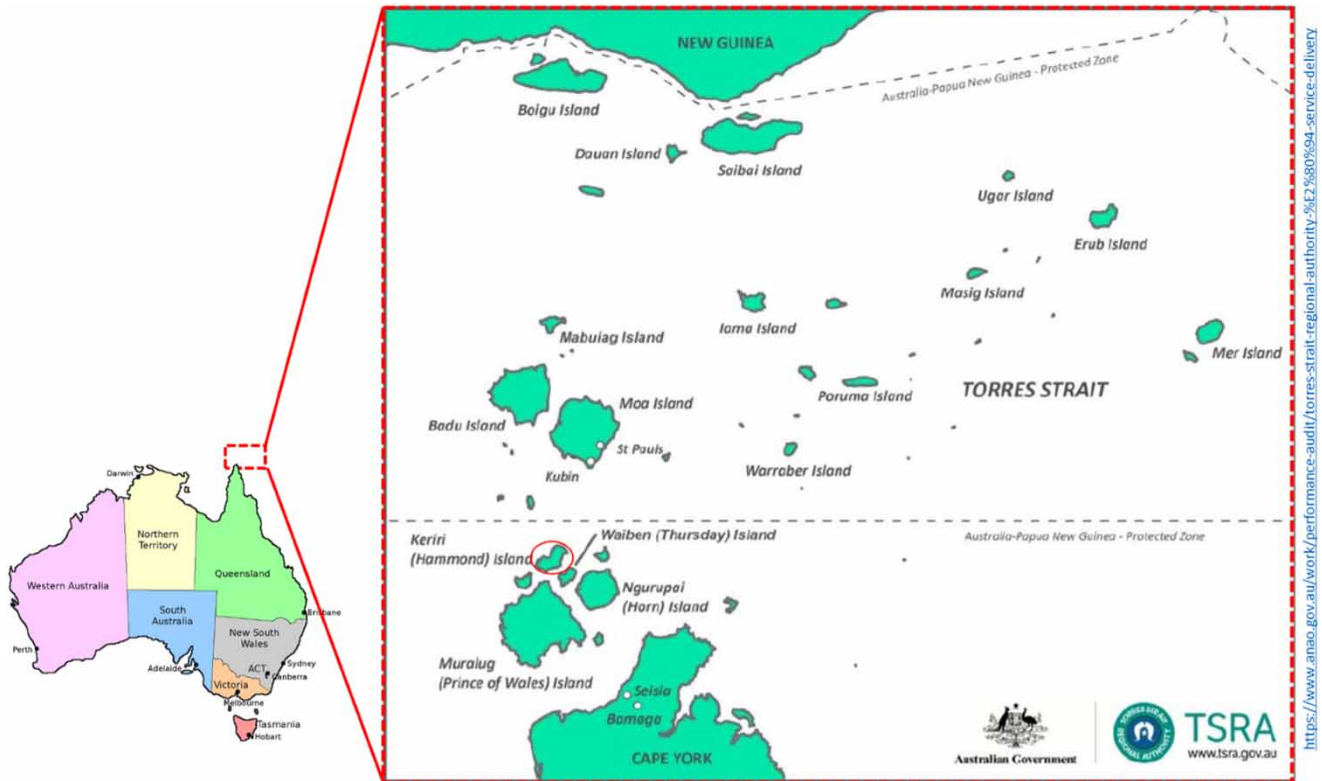 NEW GUINEA
Australia-Papua New Guinea - Protected Zone
Boigu Island
Dauan Island
Saibai Island
Ugar Island
Erub Island
Masig Island
Iama Island
Mabuiag Island
Mer Island
Poruma Island
TORRES STRAIT
Moa Island
Badu Island
St Pauls
Kubin
Warraber Island
Keriri
(Hammond) Island
Waiben (Thursday) Island
Australia-Papua New Guinea - Protected Zone
Ngurupai
(Horn) Island
Muralug
(Prince of Wales) Island
Seisia
Bamaga
CAPE YORK
Australian Government
TORRES STRAIT
REGIONAL AUTHORITY
TSRA
www.tsra.gov.au
Darwin
Northern
Territory
Queensland
Western Australia
South
Australia
Brisbane
New South
Wales
Perth
Adelaide
ACT
Sydney
Canberra
Victoria
Melbourne
Tasmania
Hobart
https://www.anao.gov.au/work/performance-audit/torres-strait-regional-authority-%E2%80%94-service-delivery